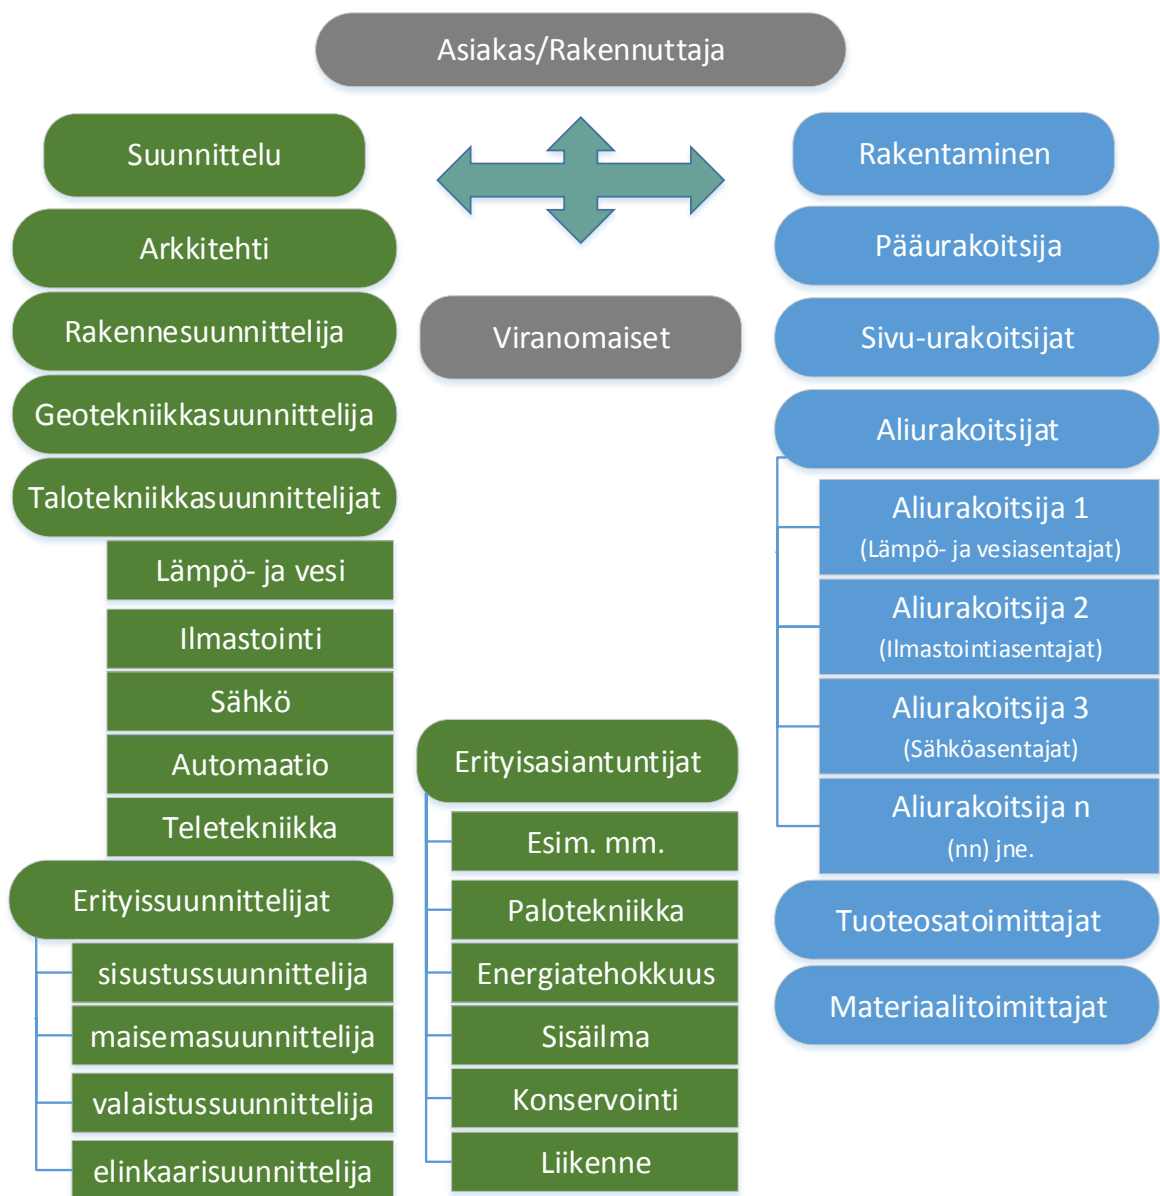 Asiakas/Rakennuttaja
Suunnittelu
Arkkitehti
Rakennesuunnittelija
Geotekniikkasuunnittelija
Talotekniikkasuunnittelijat
Lämpö- ja vesi
Ilmastointi
Sähkö
Automaatio
Teletekniikka
Erityissuunnittelijat
sisustussuunnittelija
maisemasuunnittelija
valaistussuunnittelija
elinkaarisuunnittelija
Viranomaiset
Erityisasiantuntijat
Esim. mm.
Palotekniikka
Energiatehokkuus
Sisäilma
Konservointi
Liikenne
Rakentaminen
Pääurakoitsija
Sivu-urakoitsijat
Aliurakoitsijat
Aliurakoitsija 1
(Lämpö- ja vesiasentajat)
Aliurakoitsija 2
(Ilmastointiasentajat)
Aliurakoitsija 3
(Sähköasentajat)
Aliurakoitsija n
(nn) jne.
Tuoteosatoimittajat
Materiaalitoimittajat